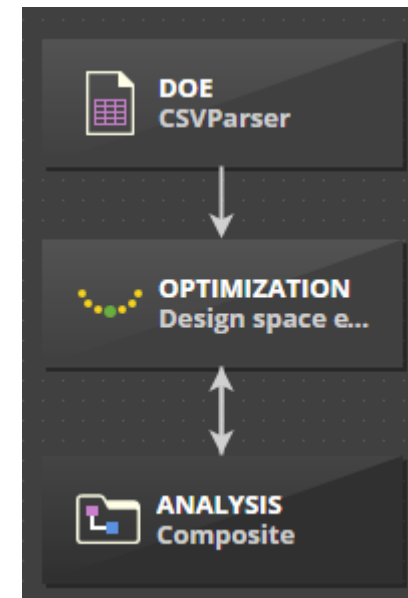 DOE
CSVParser
OPTIMIZATION
Design space e...
ANALYSIS
Composite